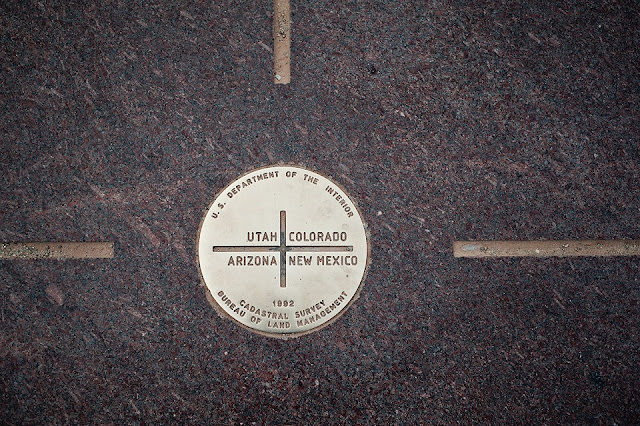 U. S. DEPARTMENT OF THE INTERIOR
UTAH COLORADO
ARIZONA NEW MEXICO
1992
CADASTRAL SURVEY
BUREAU OF LAND MANAGEMENT